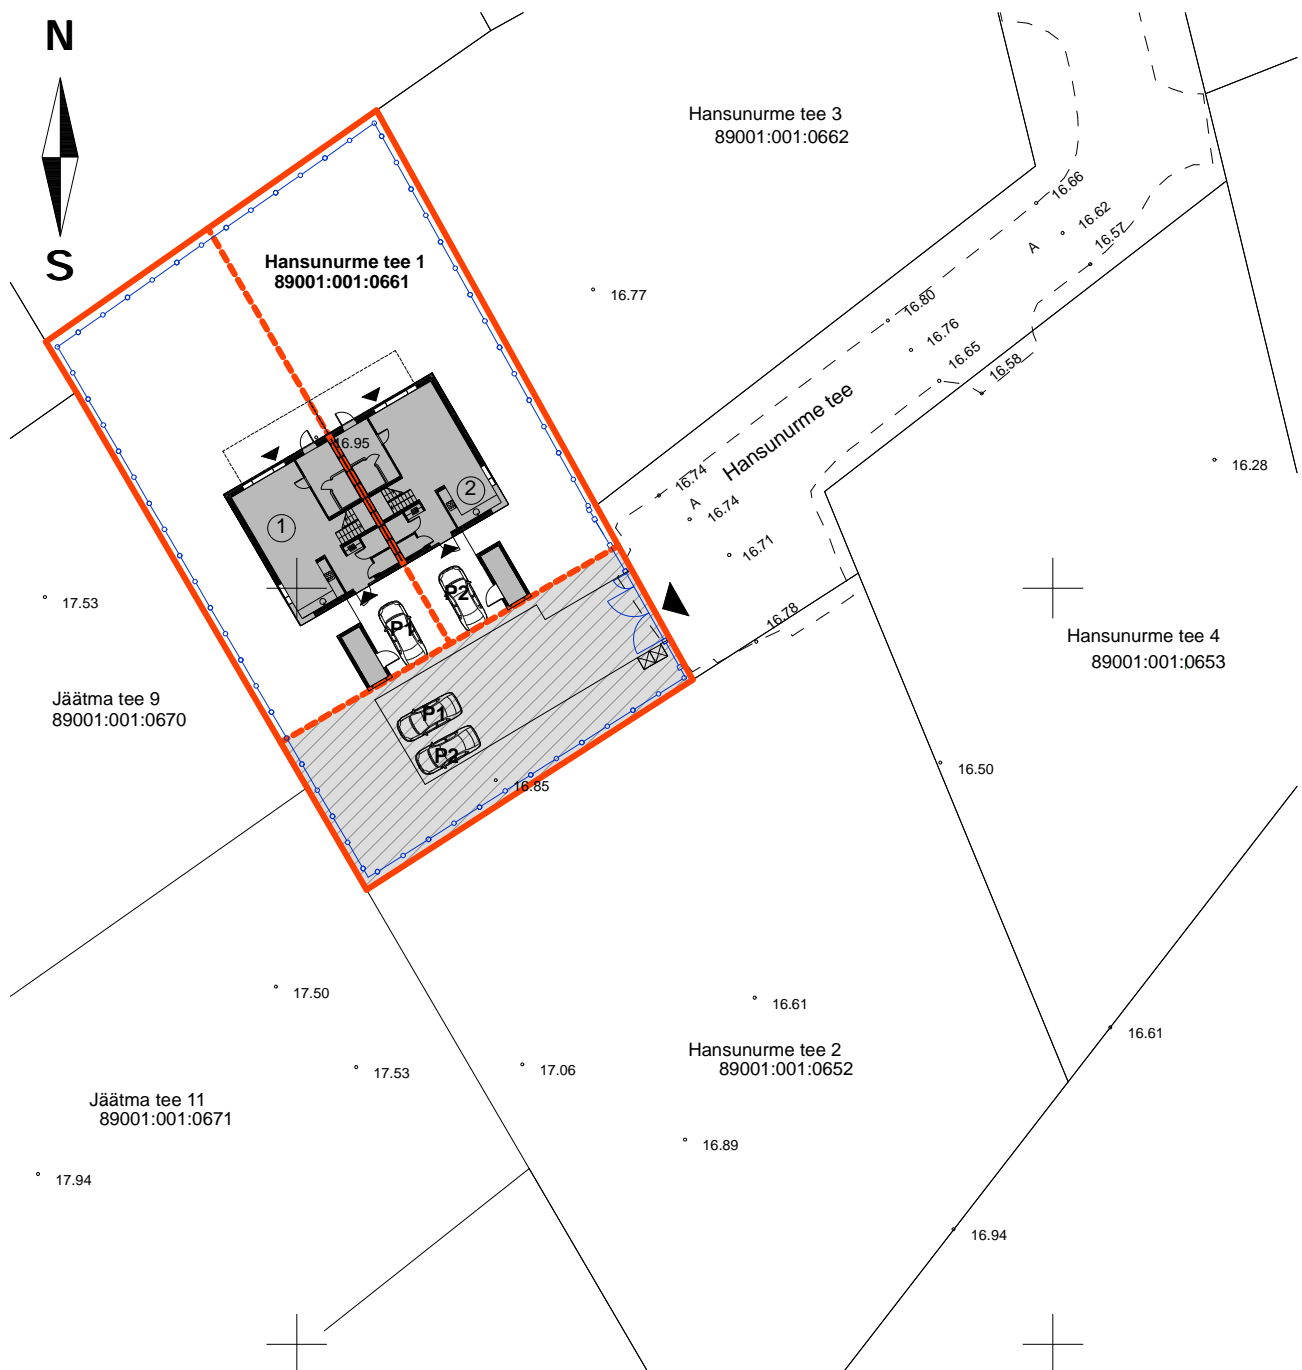 N
S
Hansunurme tee 3
89001:001:0662
16.66
16.62
A
16.57
Hansunurme tee 1
89001:001:0661
16.77
16.80
16.76
16.65
16.58
Hansunurme tee
16.95
16.28
16.74
A
16.74
2
1
16.71
17.53
P2
P1
16.78
Hansunurme tee 4
89001:001:0653
Jäätma tee 9
89001:001:0670
P1
P2
16.85
16.50
17.50
16.61
16.61
Hansunurme tee 2
89001:001:0652
17.53
17.06
Jäätma tee 11
89001:001:0671
16.89
17.94
16.94